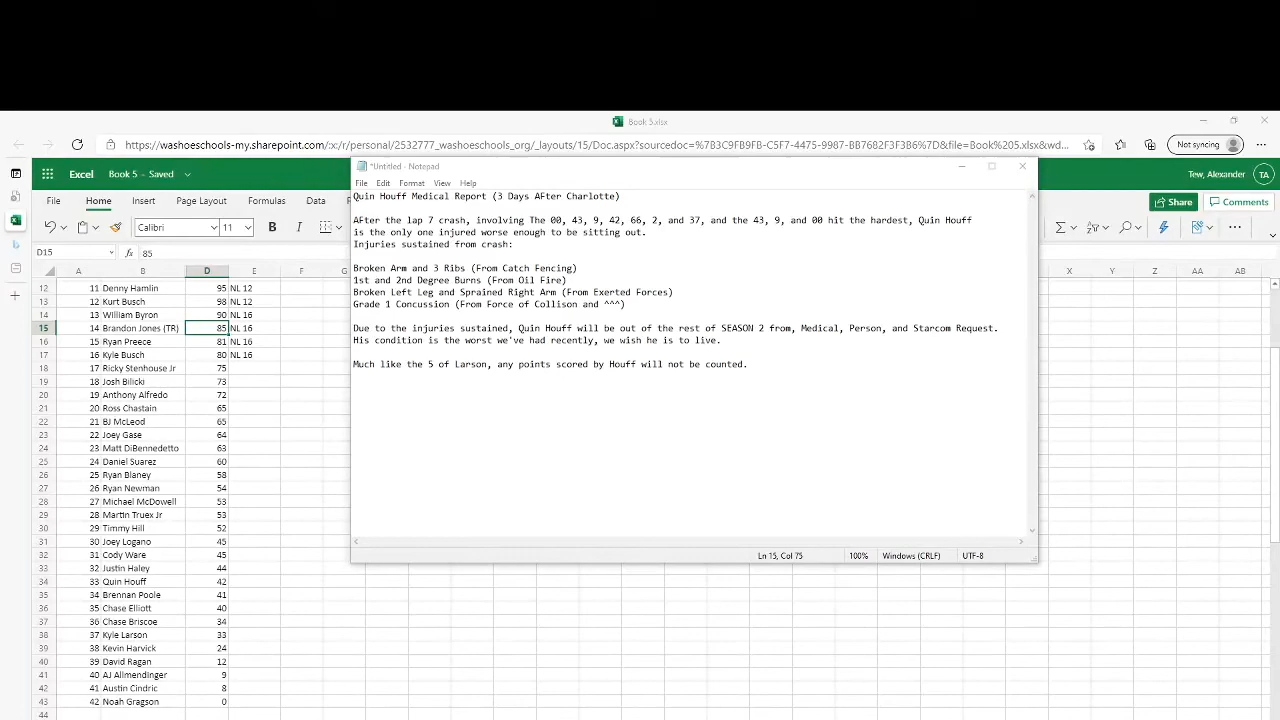 Book 5.xlsx
https://washoeschools-my.sharepoint.com/:x:/r/personal/2532777_washoeschools_org/_layouts/15/Doc.aspx?sourcedoc=%7B3C9FB9FB-C5F7-4475-9987-BB7682F3F3B6%7D&file=Book%205.xlsx&wd...
Not syncing
Excel
Book 5 - Saved
Tew, Alexander
TA
File
Home
Insert
Page Layout
Formulas
Data
Share
Comments
Calibri
11
B
I
D15
fx
85
A
B
D
E
F
G
X
Y
Z
AA
AB
12
11 Denny Hamlin 95 NL 12
13
12 Kurt Busch 98 NL 12
14
13 William Byron 90 NL 16
15
14 Brandon Jones (TR) 85 NL 16
16
15 Ryan Preece 81 NL 16
17
16 Kyle Busch 80 NL 16
18
17 Ricky Stenhouse Jr 75
19
18 Josh Bilicki 73
20
19 Anthony Alfredo 72
21
20 Ross Chastain 65
22
21 BJ McLeod 65
23
22 Joey Gase 64
24
23 Matt DiBennedetto 63
25
24 Daniel Suarez 60
26
25 Ryan Blaney 58
27
26 Ryan Newman 54
28
27 Michael McDowell 53
29
28 Martin Truex Jr 53
30
29 Timmy Hill 52
31
30 Joey Logano 45
32
31 Cody Ware 45
33
32 Justin Haley 44
34
33 Quin Houff 42
35
34 Brennan Poole 41
36
35 Chase Elliott 40
37
36 Chase Briscoe 34
38
37 Kyle Larson 33
39
38 Kevin Harvick 24
40
39 David Ragan 12
41
40 AJ Allmendinger 9
42
41 Austin Cindric 8
43
42 Noah Gragson 0
44
*Untitled - Notepad
File Edit Format View Help
Quin Houff Medical Report (3 Days AFter Charlotte)
After the lap 7 crash, involving The 00, 43, 9, 42, 66, 2, and 37, and the 43, 9, and 00 hit the hardest, Quin Houff
is the only one injured worse enough to be sitting out.
Injuries sustained from crash:
Broken Arm and 3 Ribs (From Catch Fencing)
1st and 2nd Degree Burns (From Oil Fire)
Broken Left Leg and Sprained Right Arm (From Exerted Forces)
Grade 1 Concussion (From Force of Collison and ^^^)
Due to the injuries sustained, Quin Houff will be out of the rest of SEASON 2 from, Medical, Person, and Starcom Request.
His condition is the worst we've had recently, we wish he is to live.
Much like the 5 of Larson, any points scored by Houff will not be counted.
Ln 15, Col 75
100%
Windows (CRLF)
UTF-8